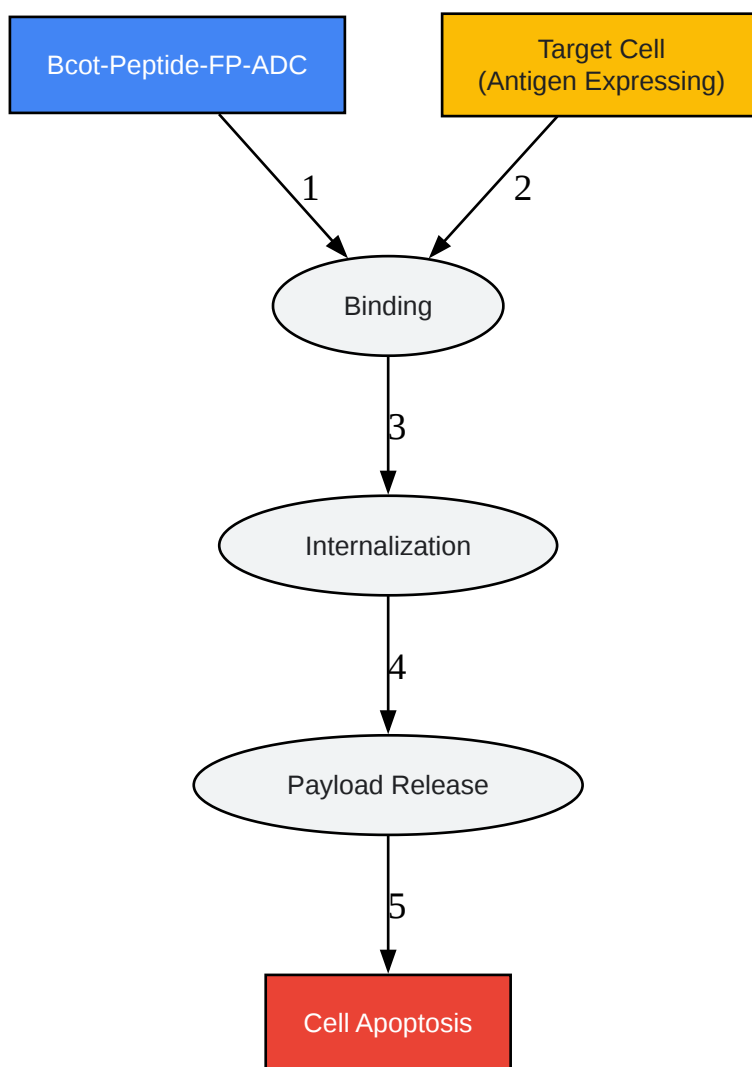 Bcot-Peptide-FP-ADC
Target Cell
(Antigen Expressing)
1
2
Binding
3
Internalization
4
Payload Release
5
Cell Apoptosis